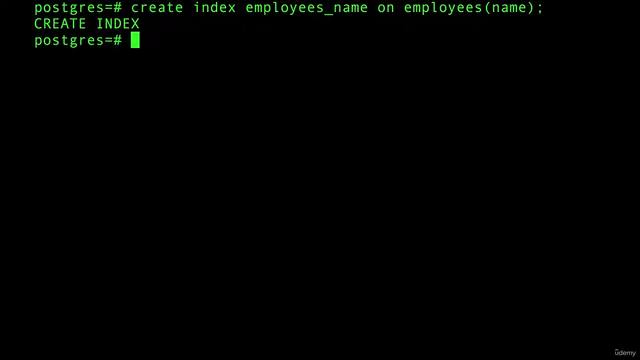 postgres=# create index employees_name on employees(name);
CREATE INDEX
postgres=#
udemy